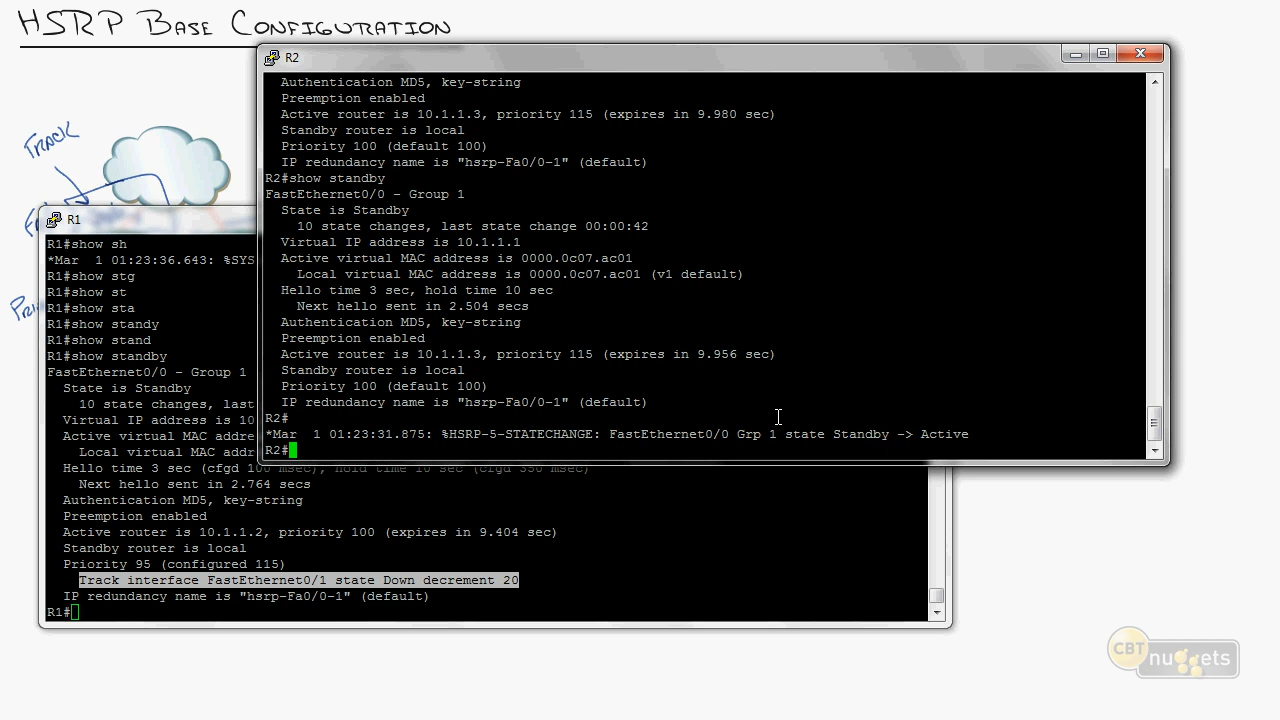 HSRP BASE CONFIGURATION
TRACK
R2
Authentication MD5, key-string
Preemption enabled
Active router is 10.1.1.3, priority 115 (expires in 9.980 sec)
Standby router is local
Priority 100 (default 100)
IP redundancy name is "hsrp-Fa0/0-1" (default)
R2#show standby
FastEthernet0/0 - Group 1
State is Standby
10 state changes, last state change 00:00:42
Virtual IP address is 10.1.1.1
Active virtual MAC address is 0000.0c07.ac01
Local virtual MAC address is 0000.0c07.ac01 (v1 default)
Hello time 3 sec, hold time 10 sec
Next hello sent in 2.504 secs
Authentication MD5, key-string
Preemption enabled
Active router is 10.1.1.3, priority 115 (expires in 9.956 sec)
Standby router is local
Priority 100 (default 100)
IP redundancy name is "hsrp-Fa0/0-1" (default)
R2#
*Mar  1 01:23:31.875: %HSRP-5-STATECHANGE: FastEthernet0/0 Grp 1 state Standby -> Active
R2#
R1
R1#show sh
*Mar  1 01:23:36.643: %SYS
R1#show stg
R1#show st
R1#show sta
R1#show standy
R1#show stand
R1#show standby
FastEthernet0/0 - Group 1
State is Standby
10 state changes, last
Virtual IP address is 10
Active virtual MAC addre
Local virtual MAC addr
Hello time 3 sec (cfgd 100 msec), hold time 10 sec (cfgd 350 msec)
Next hello sent in 2.764 secs
Authentication MD5, key-string
Preemption enabled
Active router is 10.1.1.2, priority 100 (expires in 9.404 sec)
Standby router is local
Priority 95 (configured 115)
Track interface FastEthernet0/1 state Down decrement 20
IP redundancy name is "hsrp-Fa0/0-1" (default)
R1#
CBT nuggets